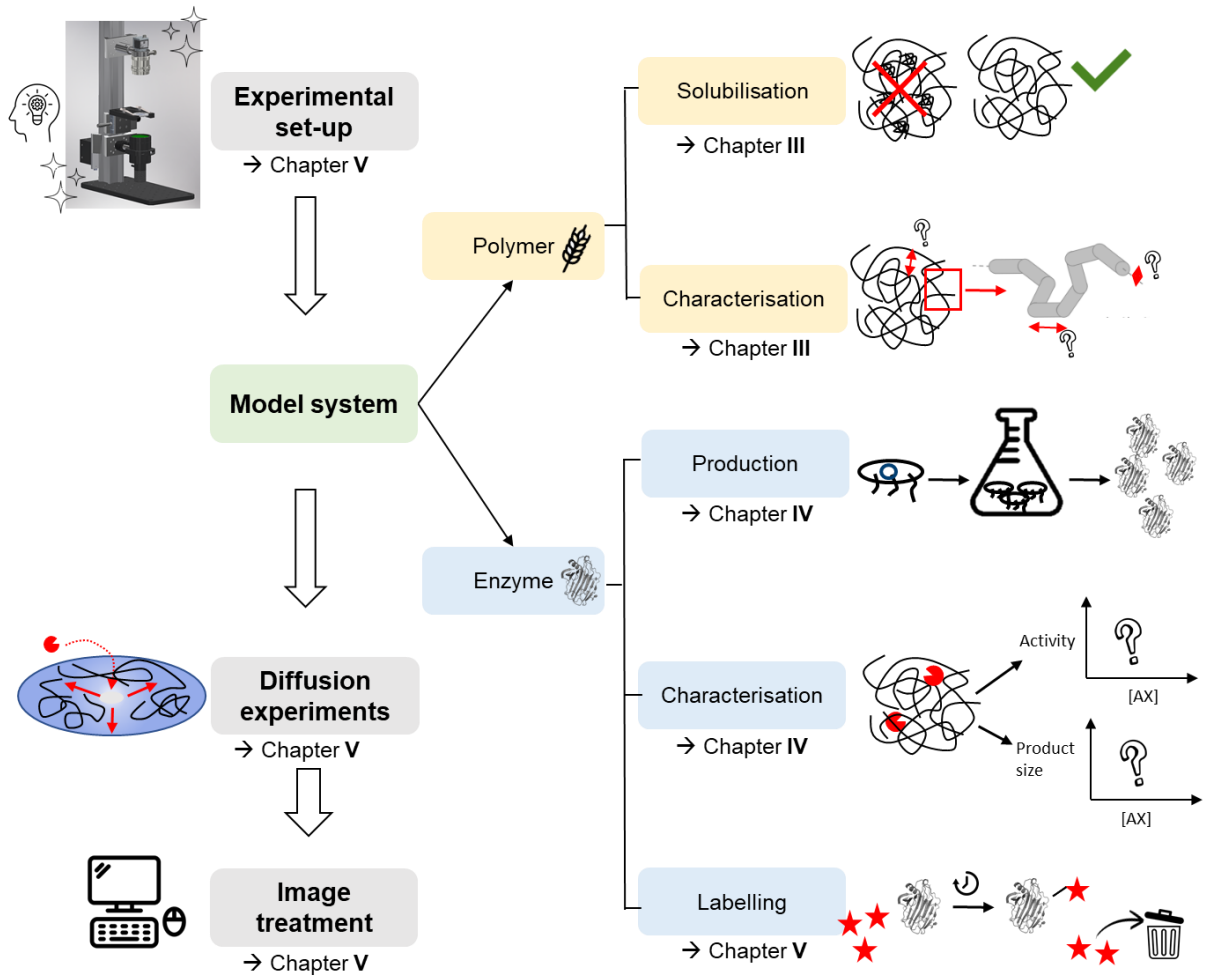 Experimental
set-up
→ Chapter V
Model system
Diffusion
experiments
→ Chapter V
Image
treatment
→ Chapter V
Polymer
Enzyme
Solubilisation
→ Chapter III
Characterisation
→ Chapter III
?
?
?
Production
→ Chapter IV
Characterisation
→ Chapter IV
Activity
?
[AX]
Product
size
?
[AX]
Labelling
→ Chapter V